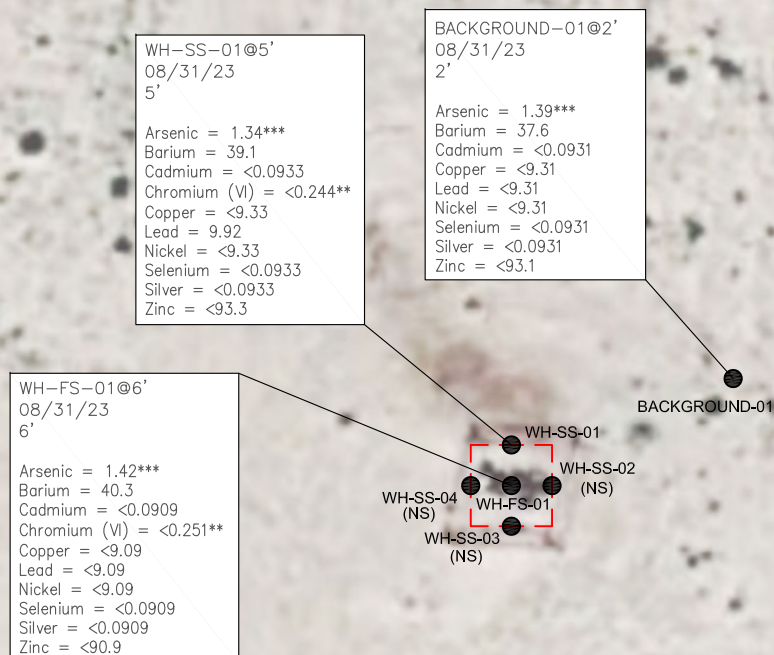 WH-SS-01@5'
08/31/23
5'
Arsenic = 1.34***
Barium = 39.1
Cadmium = <0.0933
Chromium (VI) = <0.244**
Copper = <9.33
Lead = 9.92
Nickel = <9.33
Selenium = <0.0933
Silver = <0.0933
Zinc = <93.3
BACKGROUND-01@2'
08/31/23
2'
Arsenic = 1.39***
Barium = 37.6
Cadmium = <0.0931
Copper = <9.31
Lead = <9.31
Nickel = <9.31
Selenium = <0.0931
Silver = <0.0931
Zinc = <93.1
WH-FS-01@6'
08/31/23
6'
Arsenic = 1.42***
Barium = 40.3
Cadmium = <0.0909
Chromium (VI) = <0.251**
Copper = <9.09
Lead = <9.09
Nickel = <9.09
Selenium = <0.0909
Silver = <0.0909
Zinc = <90.9
BACKGROUND-01
WH-SS-01
WH-SS-02
(NS)
WH-SS-04
(NS)
WH-FS-01
WH-SS-03
(NS)